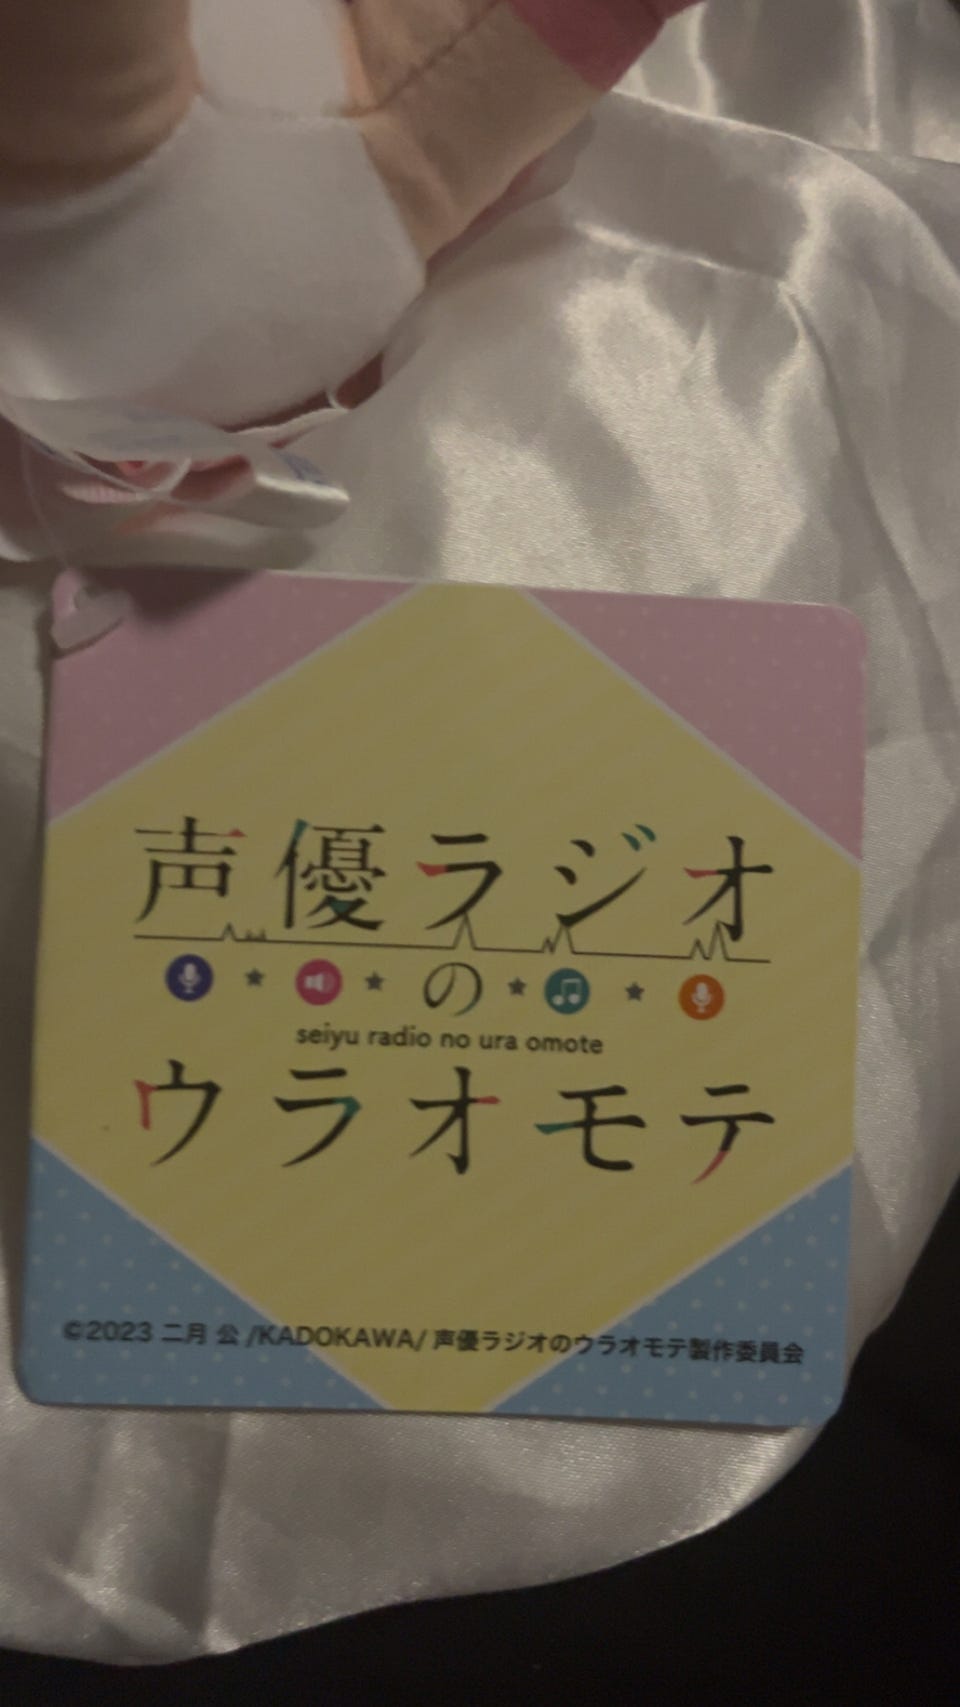 声優ラジオ
の
seiyu radio no ura omote
ウラオモテ
©2023 二月 公 /KADOKAWA/ 声優ラジオのウラオモテ製作委員会